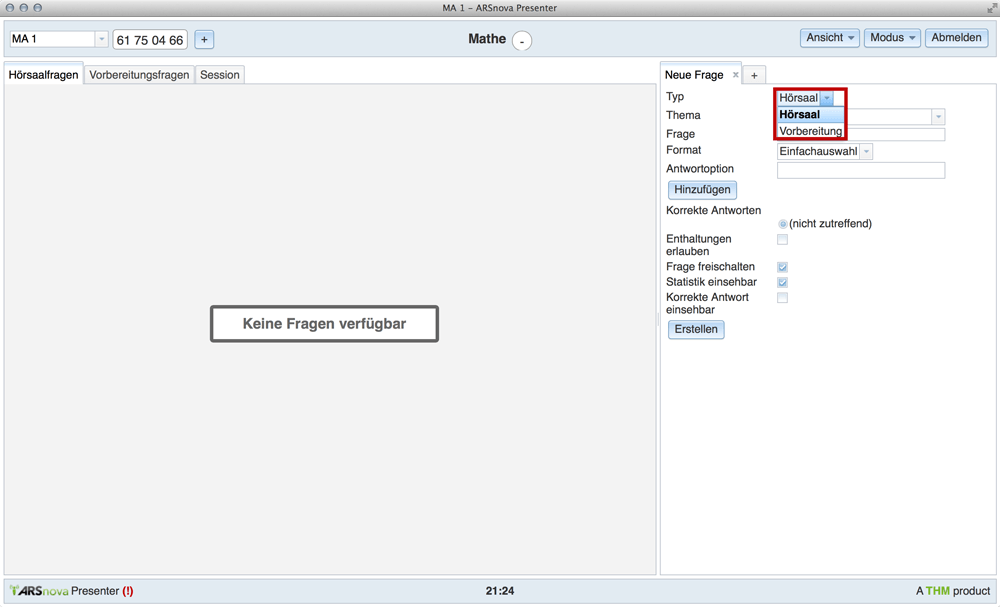 MA 1 – ARSnova Presenter
MA 1
61 75 04 66
+
Mathe
-
Ansicht
Modus
Abmelden
Hörsaalfragen
Vorbereitungsfragen
Session
Keine Fragen verfügbar
Neue Frage ×
+
Typ
Hörsaal
Hörsaal
Vorbereitung
Thema
Frage
Format
Einfachauswahl
Antwortoption
Hinzufügen
Korrekte Antworten
(nicht zutreffend)
Enthaltungen
erlauben
Frage freischalten
Statistik einsehbar
Korrekte Antwort
einsehbar
Erstellen
ARSnova Presenter (!)
21:24
A THM product